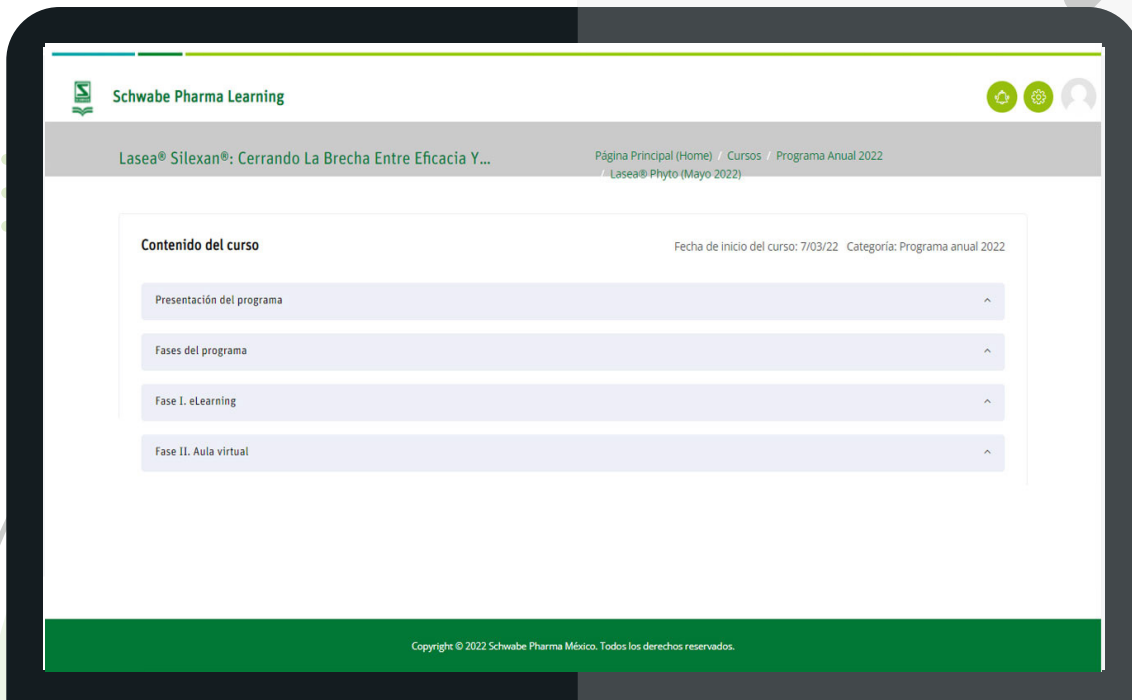 Schwabe Pharma Learning
Lasea® Silexan®: Cerrando La Brecha Entre Eficacia Y...
Página Principal (Home) / Cursos / Programa Anual 2022
/ Lasea® Phyto (Mayo 2022)
Contenido del curso
Fecha de inicio del curso: 7/03/22 Categoría: Programa anual 2022
Presentación del programa
Fases del programa
Fase I. eLearning
Fase II. Aula virtual
Copyright © 2022 Schwabe Pharma México. Todos los derechos reservados.